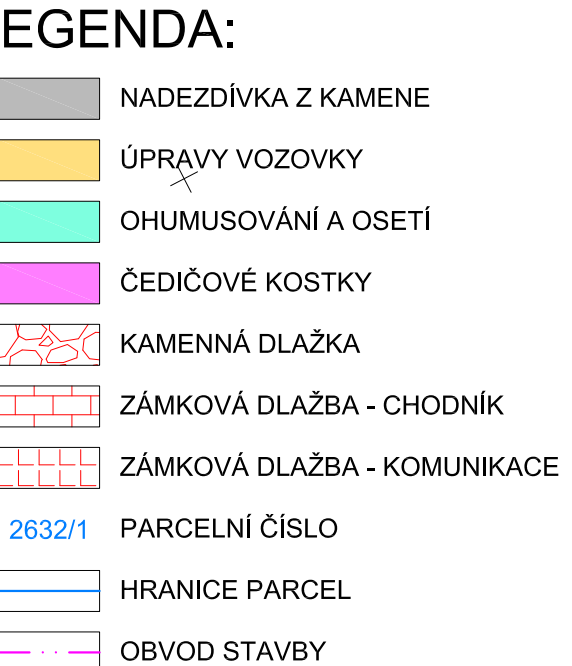 EGENDA:
NADEZDÍVKA Z KAMENE
ÚPRAVY VOZOVKY
OHUMUSOVÁNÍ A OSETÍ
ČEDIČOVÉ KOSTKY
KAMENNÁ DLAŽKA
ZÁMKOVÁ DLAŽBA - CHODNÍK
ZÁMKOVÁ DLAŽBA - KOMUNIKACE
2632/1 PARCELNÍ ČÍSLO
HRANICE PARCEL
OBVOD STAVBY